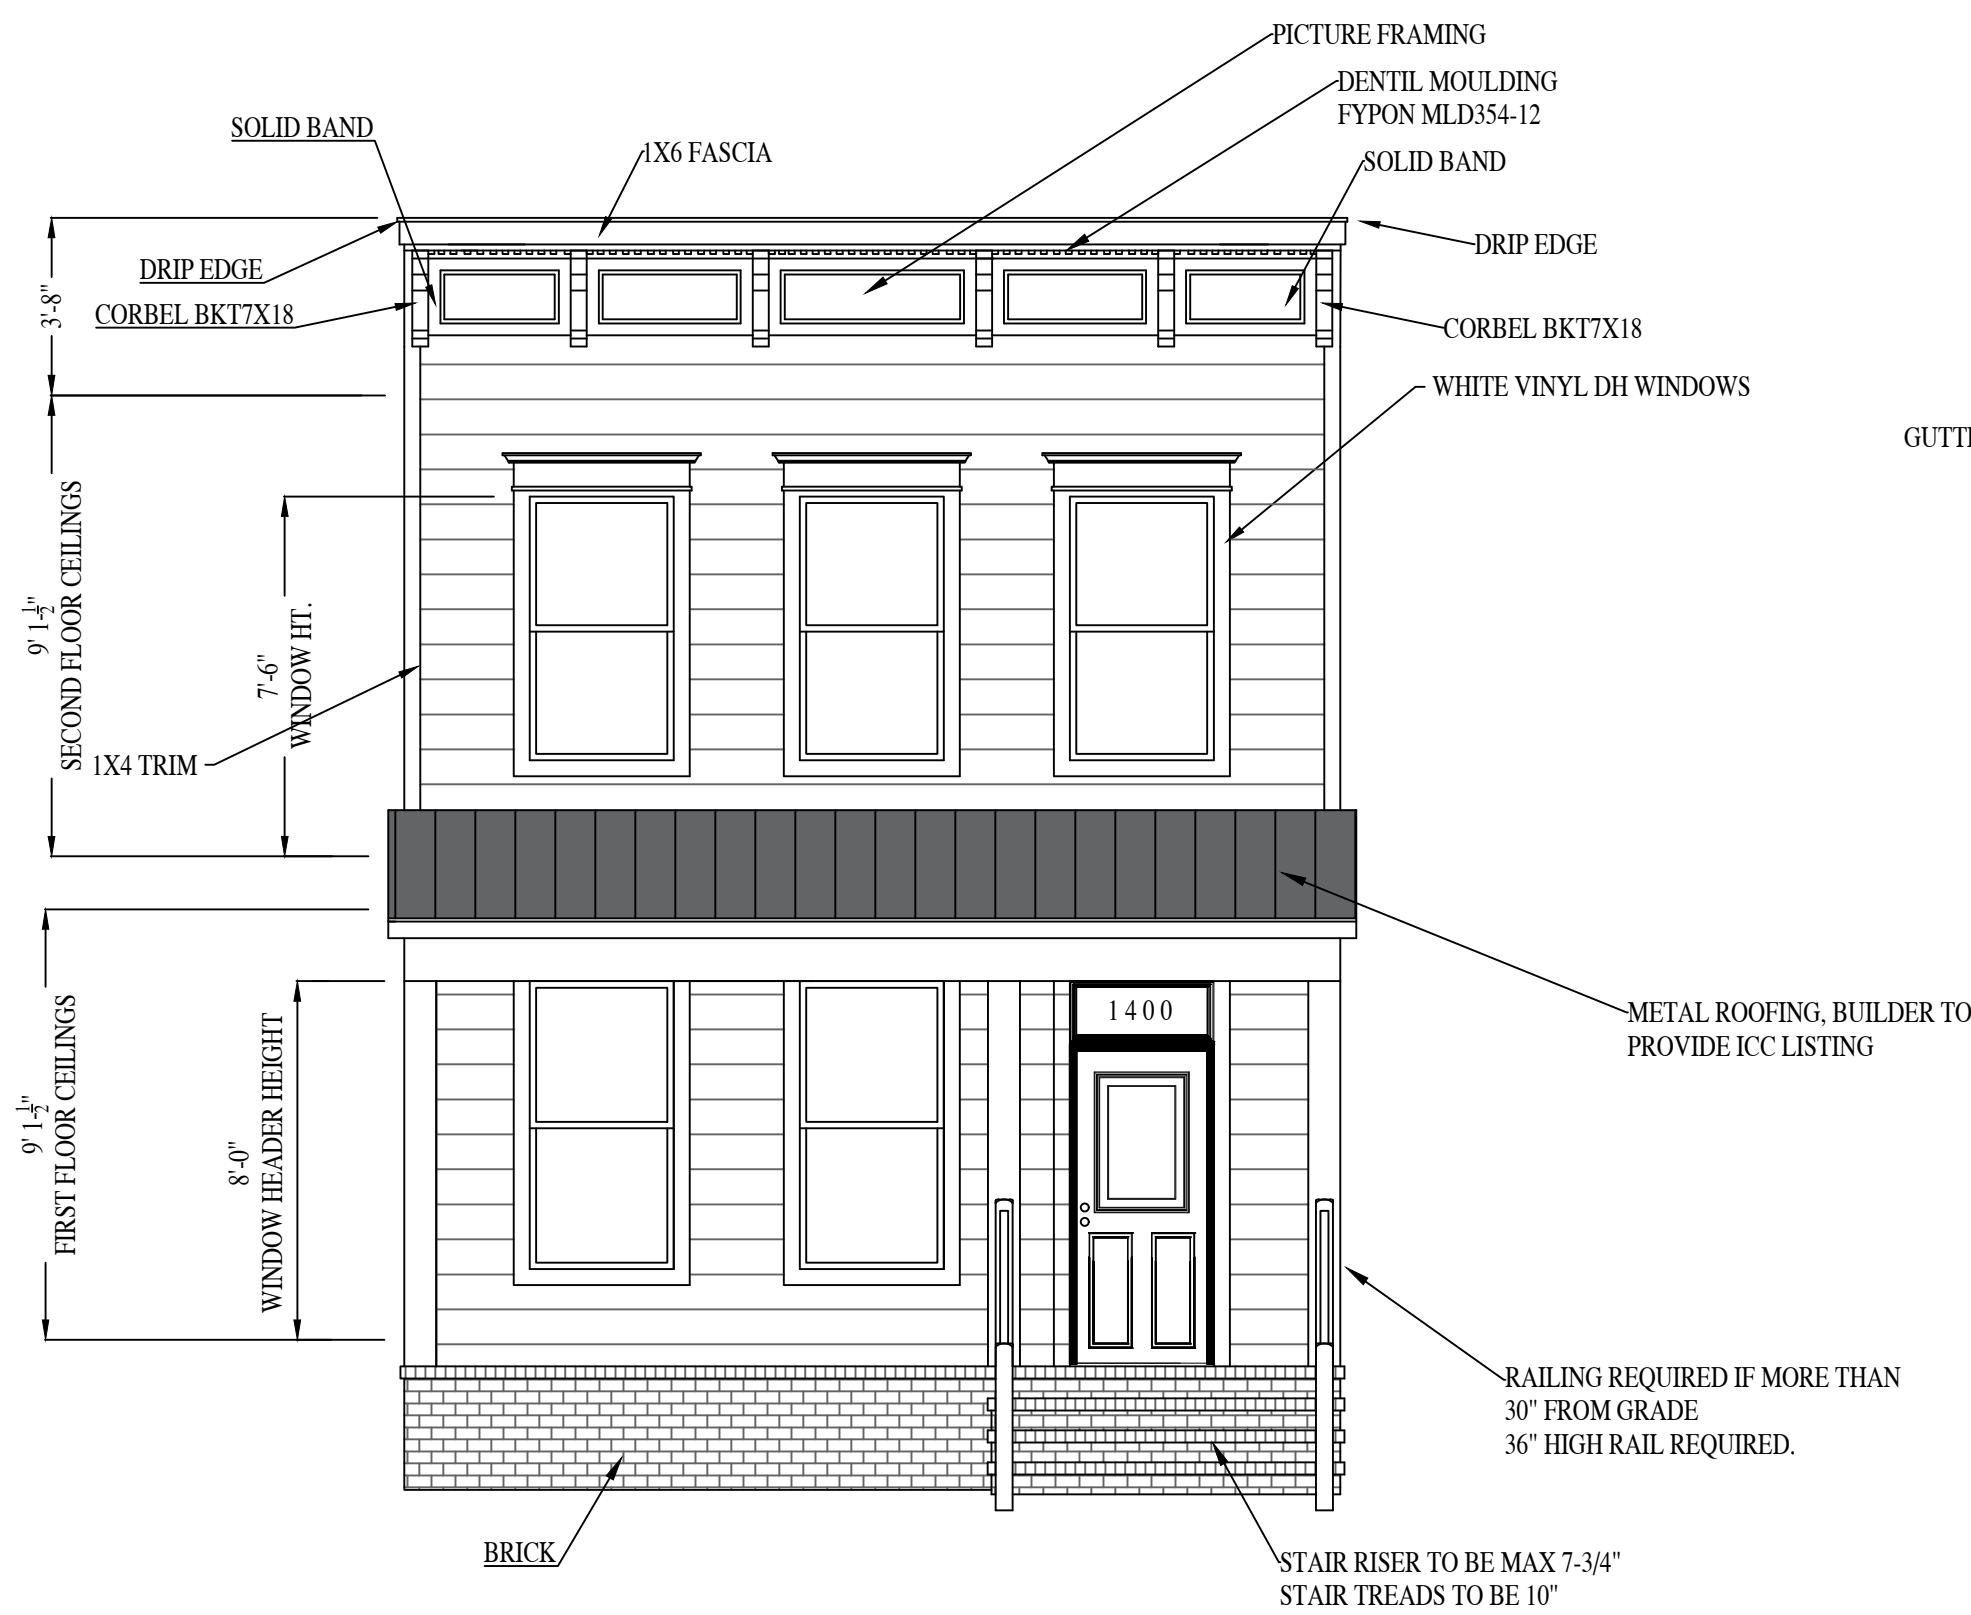 PICTURE FRAMING
DENTIL MOULDING
FYPON MLD354-12
SOLID BAND
1X6 FASCIA
SOLID BAND
DRIP EDGE
DRIP EDGE
3'-8"
CORBEL BKT7X18
CORBEL BKT7X18
WHITE VINYL DH WINDOWS
9' 1-1/2"
SECOND FLOOR CEILINGS
7'-6"
WINDOW HT.
1X4 TRIM
1400
METAL ROOFING, BUILDER TO
PROVIDE ICC LISTING
9' 1-1/2"
FIRST FLOOR CEILINGS
8'-0"
WINDOW HEADER HEIGHT
RAILING REQUIRED IF MORE THAN
30" FROM GRADE
36" HIGH RAIL REQUIRED.
BRICK
STAIR RISER TO BE MAX 7-3/4"
STAIR TREADS TO BE 10"